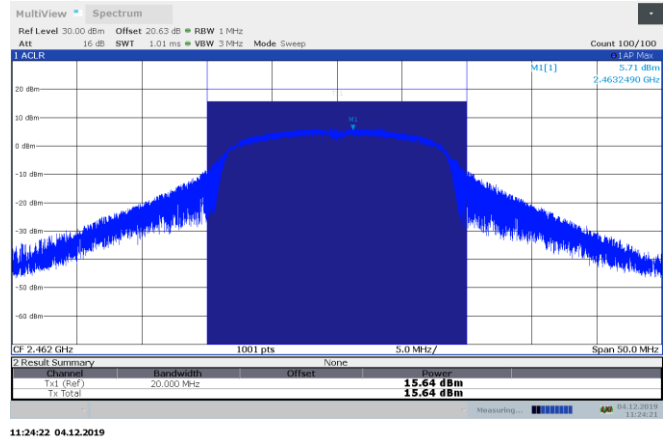 MultiView Spectrum
Ref Level 30.00 dBm Offset 20.63 dB RBW 1 MHz
Att 16 dB SWT 1.01 ms VBW 3 MHz Mode Sweep Count 100/100
1 ACLR 1AP Max
M1[1] 5.71 dBm
2.4632490 GHz
20 dBm
10 dBm
M1
0 dBm
-10 dBm
-20 dBm
-30 dBm
-50 dBm
-60 dBm
CF 2.462 GHz 1001 pts 5.0 MHz/ Span 50.0 MHz
2 Result Summary None
Channel Bandwidth Offset Power
Tx1 (Ref) 20.000 MHz 15.64 dBm
Tx Total 15.64 dBm
Measuring... 04.12.2019
11:24:21
11:24:22 04.12.2019